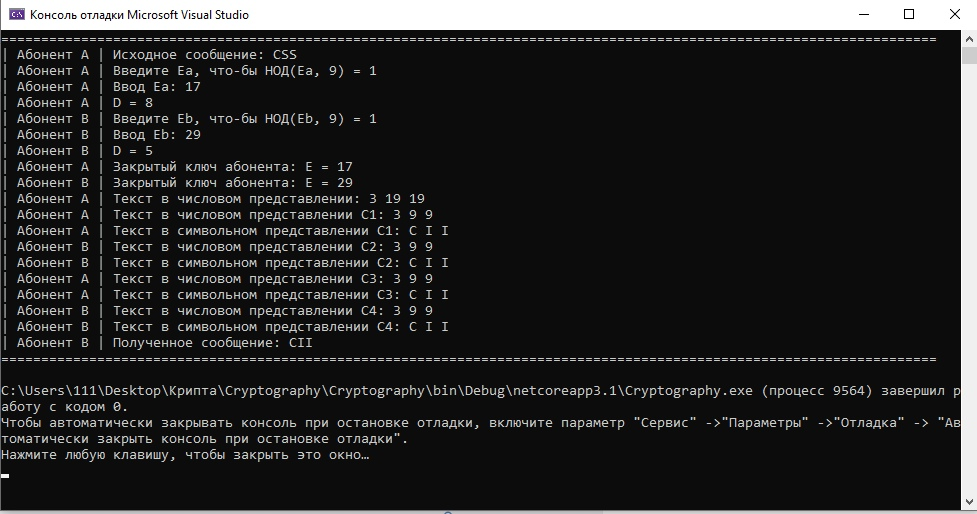 Консоль отладки Microsoft Visual Studio
=====================================================================================================================
| Абонент A | Исходное сообщение: CSS
| Абонент A | Введите Ea, что-бы НОД(Ea, 9) = 1
| Абонент A | Ввод Ea: 17
| Абонент A | D = 8
| Абонент B | Введите Eb, что-бы НОД(Eb, 9) = 1
| Абонент B | Ввод Eb: 29
| Абонент B | D = 5
| Абонент A | Закрытый ключ абонента: E = 17
| Абонент B | Закрытый ключ абонента: E = 29
| Абонент A | Текст в числовом представлении: 3 19 19
| Абонент A | Текст в числовом представлении C1: 3 9 9
| Абонент A | Текст в символьном представлении C1: C I I
| Абонент A | Текст в числовом представлении C2: 3 9 9
| Абонент B | Текст в символьном представлении C2: C I I
| Абонент B | Текст в числовом представлении C3: 3 9 9
| Абонент A | Текст в символьном представлении C3: C I I
| Абонент B | Текст в числовом представлении C4: 3 9 9
| Абонент B | Текст в символьном представлении C4: C I I
| Абонент B | Полученное сообщение: CII
=====================================================================================================================
C:\Users\111\Desktop\Крипта\Cryptography\Cryptography\bin\Debug\netcoreapp3.1\Cryptography.exe (процесс 9564) завершил р
аботу с кодом 0.
Чтобы автоматически закрывать консоль при остановке отладки, включите параметр "Сервис" ->"Параметры" ->"Отладка" -> "Ав
томатически закрыть консоль при остановке отладки".
Нажмите любую клавишу, чтобы закрыть это окно…